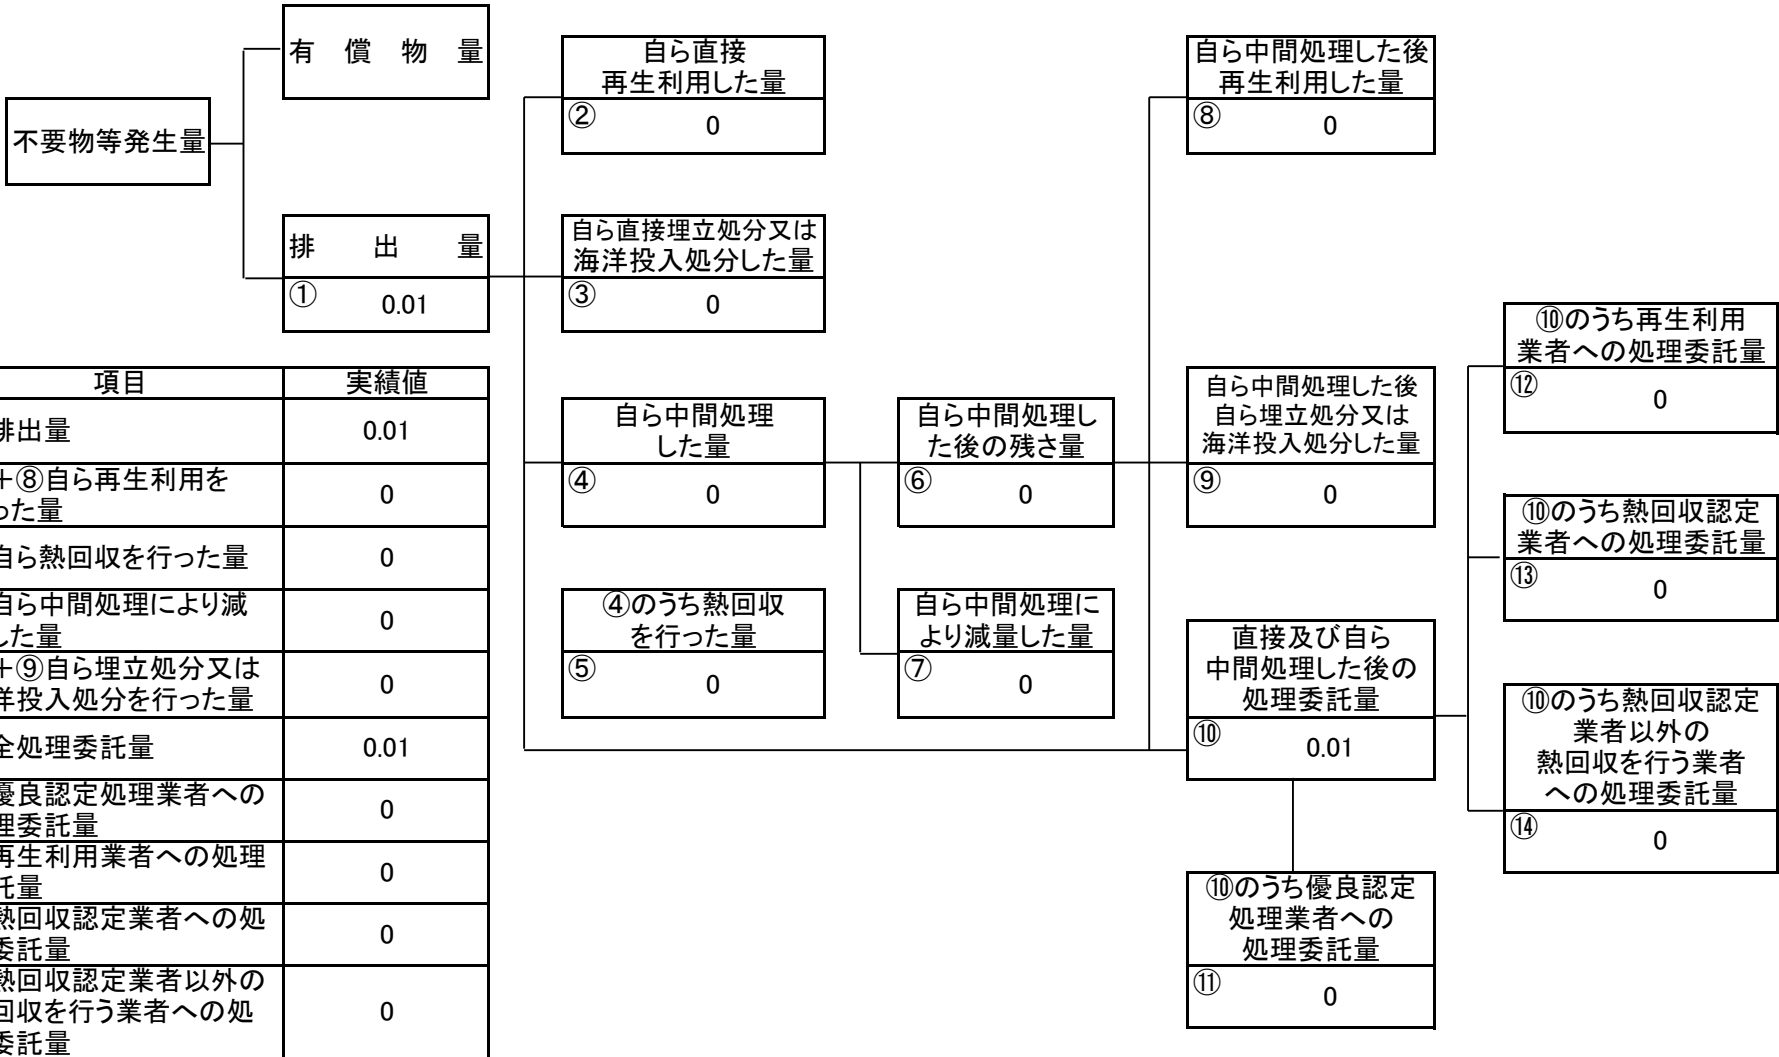 有償物量
不要物等発生量
排出量
① 0.01
自ら直接
再生利用した量
② 0
自ら直接埋立処分又は
海洋投入処分した量
③ 0
自ら中間処理
した量
④ 0
④のうち熱回収
を行った量
⑤ 0
自ら中間処理し
た後の残さ量
⑥ 0
自ら中間処理に
より減量した量
⑦ 0
自ら中間処理した後
再生利用した量
⑧ 0
自ら中間処理した後
自ら埋立処分又は
海洋投入処分した量
⑨ 0
直接及び自ら
中間処理した後の
処理委託量
⑩ 0.01
⑩のうち優良認定
処理業者への
処理委託量
⑪ 0
⑩のうち再生利用
業者への処理委託量
⑫ 0
⑩のうち熱回収認定
業者への処理委託量
⑬ 0
⑩のうち熱回収認定
業者以外の
熱回収を行う業者
への処理委託量
⑭ 0
項目 実績値
排出量 0.01
+⑧自ら再生利用を
った量 0
自ら熱回収を行った量 0
自ら中間処理により減
した量 0
+⑨自ら埋立処分又は
洋投入処分を行った量 0
全処理委託量 0.01
優良認定処理業者への
理委託量 0
再生利用業者への処理
託量 0
熱回収認定業者への処
委託量 0
熱回収認定業者以外の
回収を行う業者への処
委託量 0